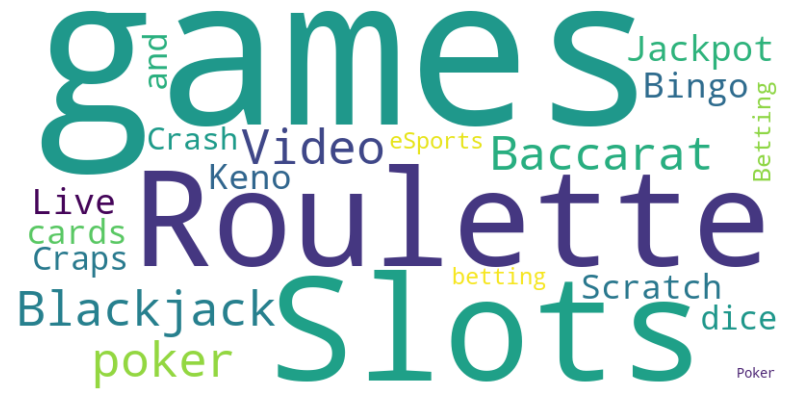 games
and
Jackpot
Bingo
Betting
Crash
Video
eSports
Baccarat
Keno
Live
Roulette
cards
Craps
betting
Scratch
Blackjack
Slots
dice
poker
Poker